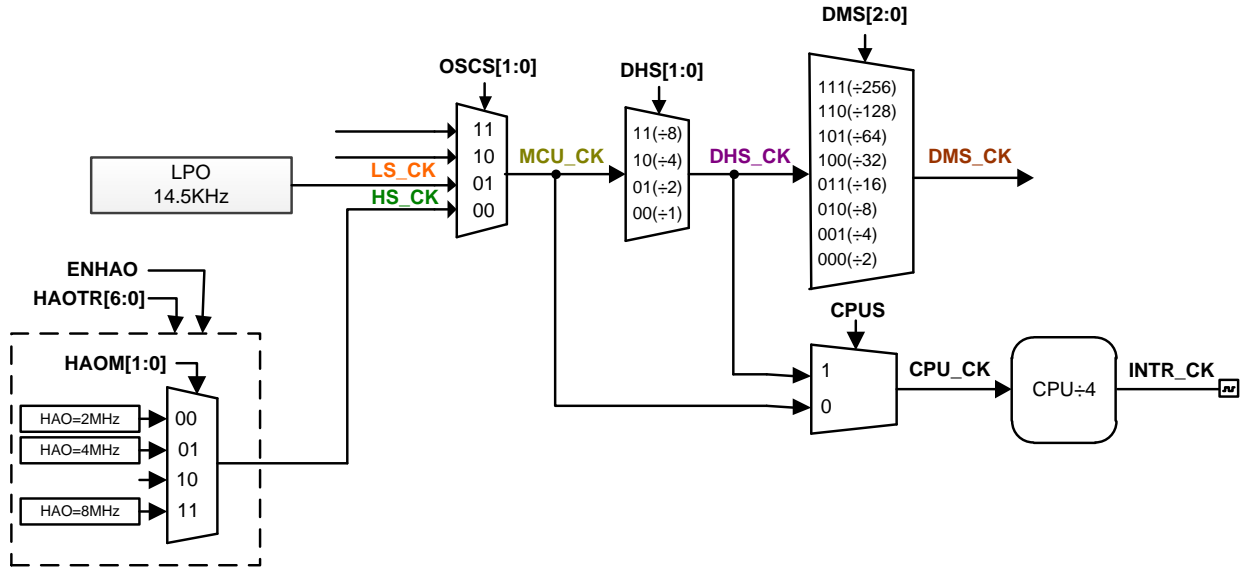 DMS[2:0]
OSCS[1:0]
DHS[1:0]
111(÷256)
110(÷128)
101(÷64)
100(÷32)
011(÷16)
010(÷8)
001(÷4)
000(÷2)
11
10
01
00
11(÷8)
10(÷4)
01(÷2)
00(÷1)
MCU_CK
DHS_CK
DMS_CK
LPO
14.5KHz
LS_CK
HS_CK
ENHAO
HAOTR[6:0]
HAOM[1:0]
HAO=2MHz
HAO=4MHz
HAO=8MHz
00
01
10
11
CPUS
1
0
CPU_CK
CPU÷4
INTR_CK